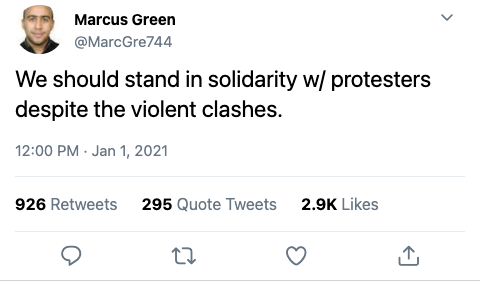 Marcus Green
@MarcGre744
We should stand in solidarity w/ protesters
despite the violent clashes.
12:00 PM · Jan 1, 2021
926 Retweets 295 Quote Tweets 2.9K Likes